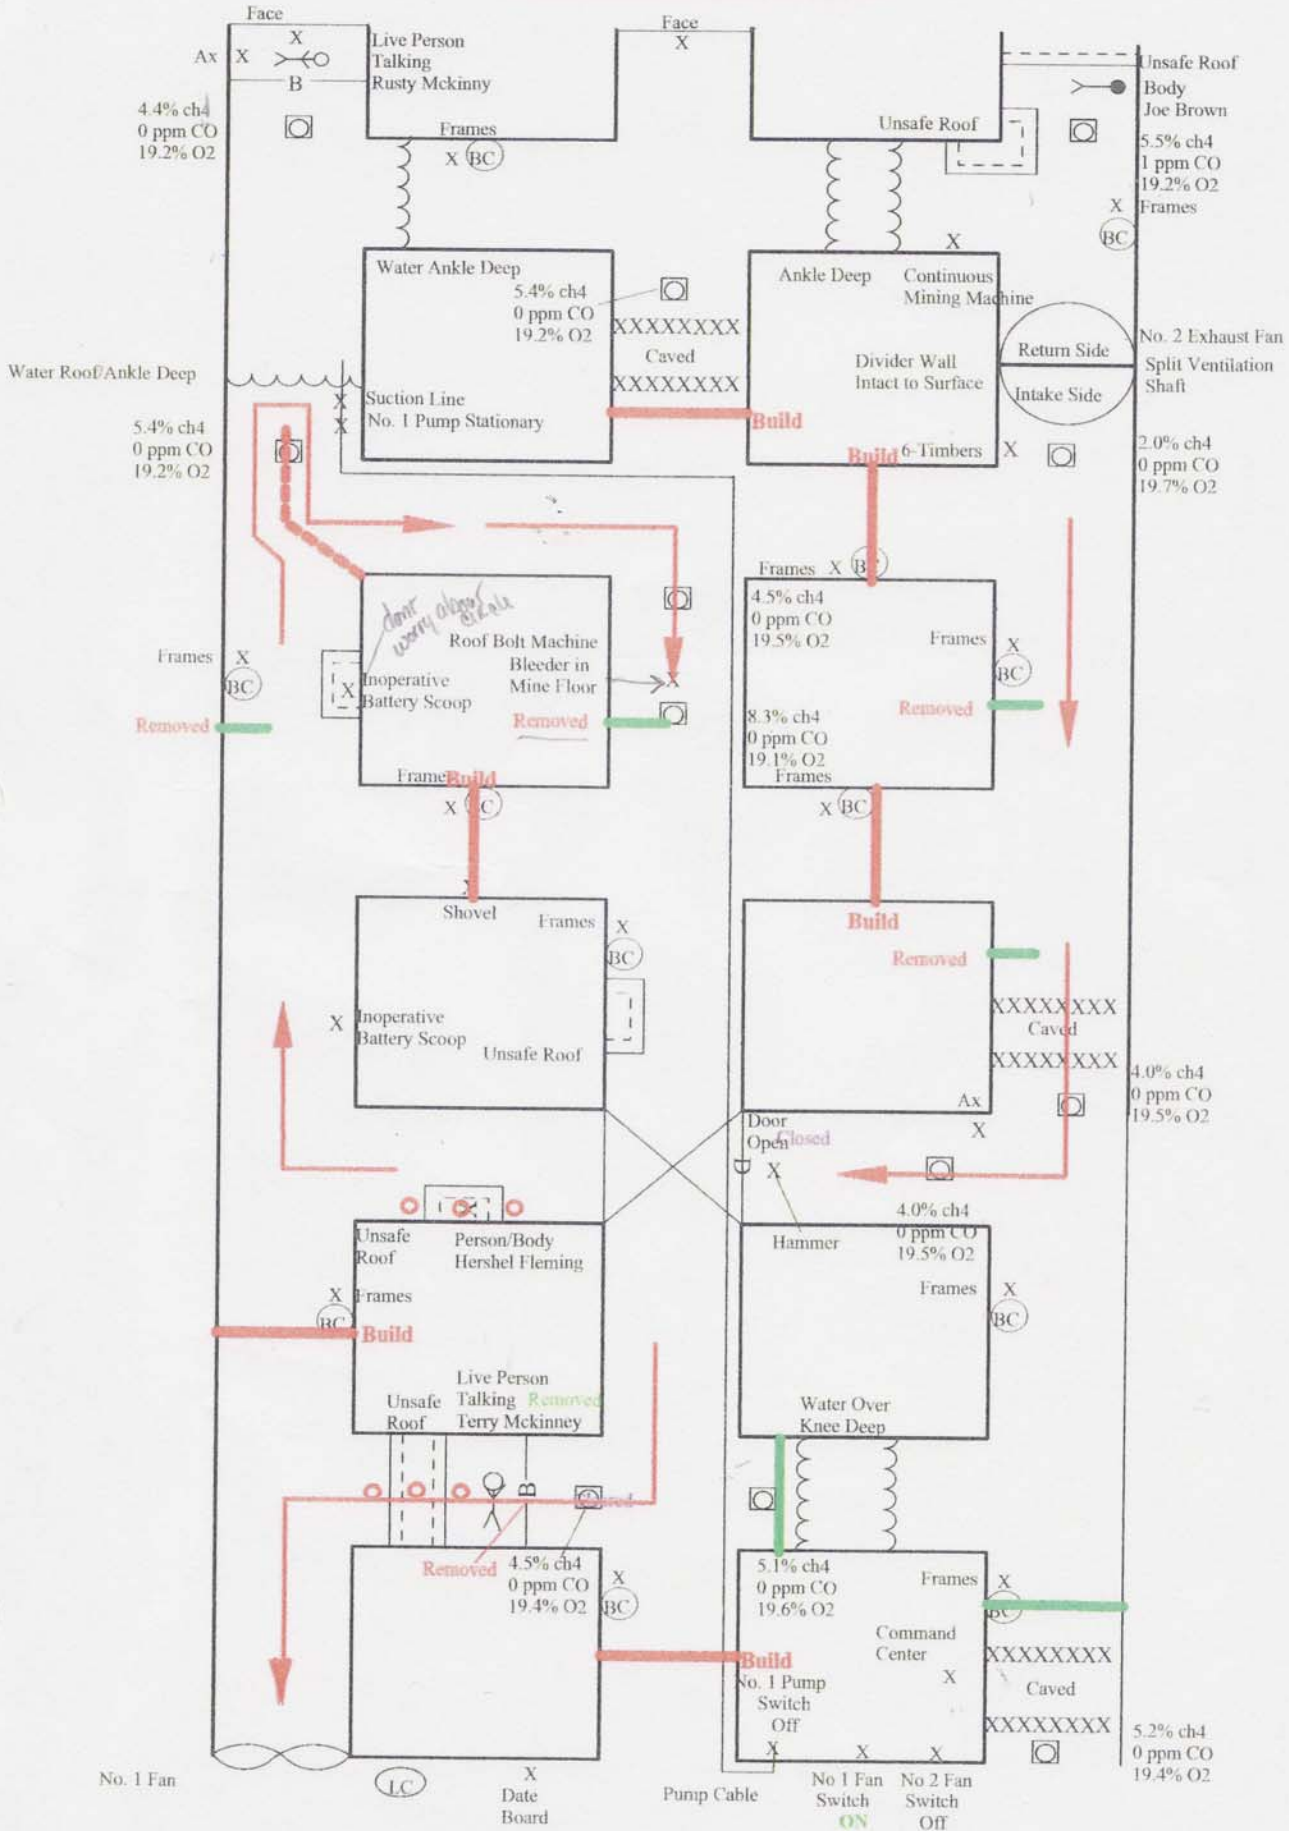 Face
Face
X
X
Ax
X
Live Person
Talking
Rusty Mckinny
B
Unsafe Roof
Body
Joe Brown
4.4% ch4
0 ppm CO
19.2% O2
Frames
X
BC
Unsafe Roof
5.5% ch4
1 ppm CO
19.2% O2
X
Frames
BC
X
Water Ankle Deep
5.4% ch4
0 ppm CO
19.2% O2
Ankle Deep
Continuous
Mining Machine
XXXXXXXX
Caved
XXXXXXXX
No. 2 Exhaust Fan
Return Side
Split Ventilation
Shaft
Intake Side
Divider Wall
Intact to Surface
Water Roof/Ankle Deep
X
Suction Line
X
No. 1 Pump Stationary
Build
5.4% ch4
0 ppm CO
19.2% O2
Build
6-Timbers
X
2.0% ch4
0 ppm CO
19.7% O2
Frames
X
BC
4.5% ch4
0 ppm CO
19.5% O2
dont
worry about
Roof Bolt Machine
Bleeder in
Mine Floor
X
Frames
X
BC
Frames
X
BC
X
Inoperative
Battery Scoop
Removed
Removed
8.3% ch4
0 ppm CO
19.1% O2
Removed
Frames
X
BC
Build
X
Shovel
Frames
X
BC
Build
Removed
X
Inoperative
Battery Scoop
Unsafe Roof
XXXXXXXX
Caved
XXXXXXXX
4.0% ch4
0 ppm CO
19.5% O2
Ax
X
Door
Open
Closed
D
X
Hammer
4.0% ch4
0 ppm CO
19.5% O2
Unsafe
Roof
Person/Body
Hershel Fleming
X
Frames
BC
Build
Frames
X
BC
Live Person
Talking
Removed
Terry Mckinney
Unsafe
Roof
Water Over
Knee Deep
B
Removed
4.5% ch4
0 ppm CO
19.4% O2
X
BC
5.1% ch4
0 ppm CO
19.6% O2
Frames
X
BC
Command
Center
X
Build
No. 1 Pump
Switch
Off
X
XXXXXXXX
Caved
XXXXXXXX
5.2% ch4
0 ppm CO
19.4% O2
No. 1 Fan
LC
X
Date
Board
Pump Cable
X
No 1 Fan
Switch
ON
X
No 2 Fan
Switch
Off